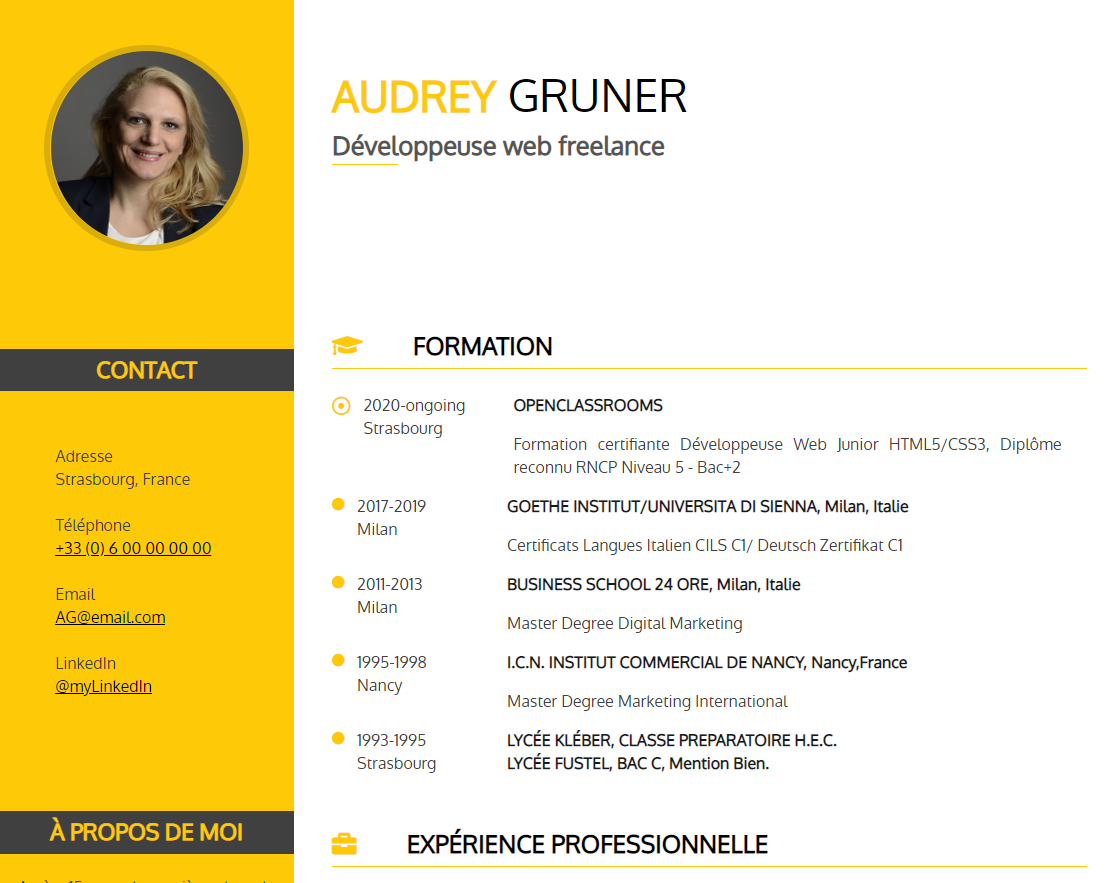 AUDREY GRUNER
Développeuse web freelance
CONTACT
Adresse
Strasbourg, France
Téléphone
+33 (0) 6 00 00 00 00
Email
AG@email.com
LinkedIn
@myLinkedIn
À PROPOS DE MOI
FORMATION
2020-ongoing
Strasbourg
OPENCLASSROOMS
Formation certifiante Développeuse Web Junior HTML5/CSS3, Diplôme
reconnu RNCP Niveau 5 - Bac+2
2017-2019
Milan
GOETHE INSTITUT/UNIVERSITA DI SIENNA, Milan, Italie
Certificats Langues Italien CILS C1/ Deutsch Zertifikat C1
2011-2013
Milan
BUSINESS SCHOOL 24 ORE, Milan, Italie
Master Degree Digital Marketing
1995-1998
Nancy
I.C.N. INSTITUT COMMERCIAL DE NANCY, Nancy,France
Master Degree Marketing International
1993-1995
Strasbourg
LYCÉE KLÉBER, CLASSE PREPARATOIRE H.E.C.
LYCÉE FUSTEL, BAC C, Mention Bien.
EXPÉRIENCE PROFESSIONNELLE